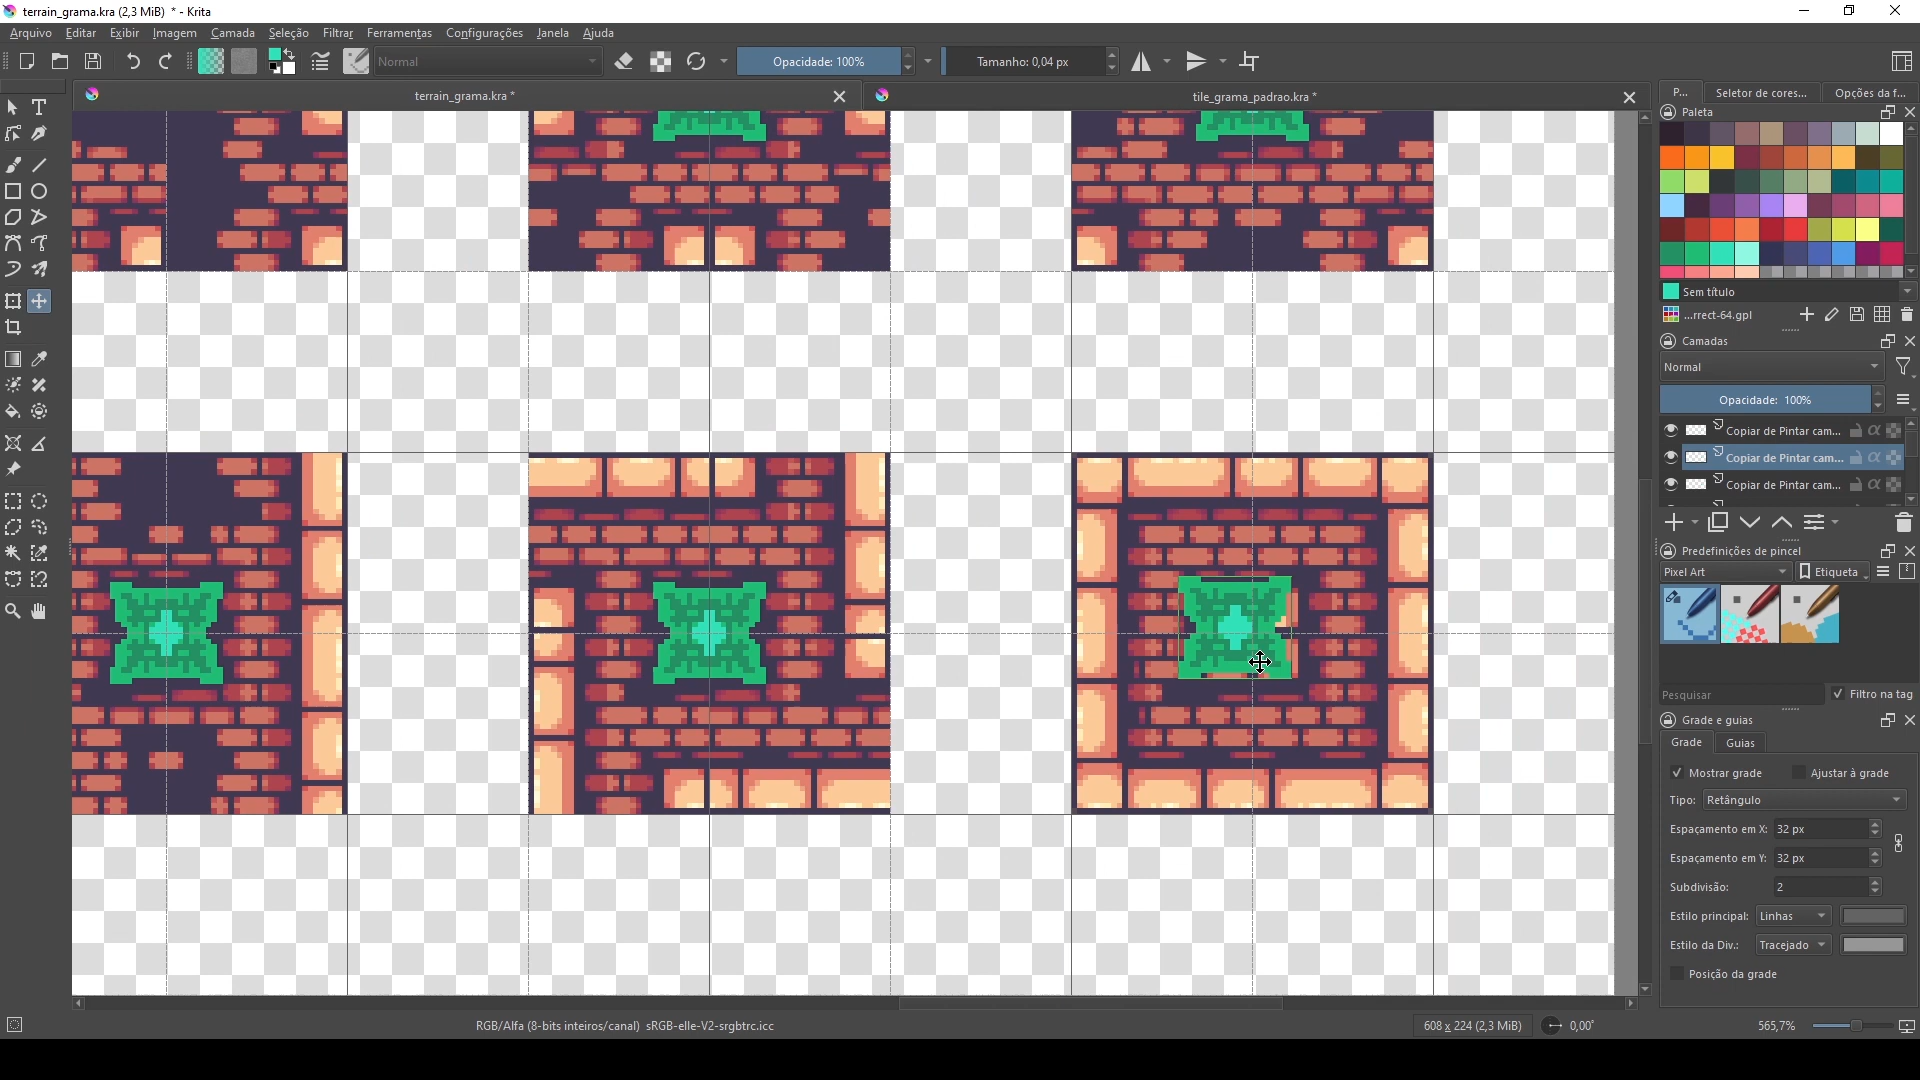 terrain_grama.kra (2,3 MiB) * - Krita
Arquivo Editar Exibir Imagem Camada Seleção Filtrar Ferramentas Configurações Janela Ajuda
Normal
Opacidade: 100%
Tamanho: 0,04 px
terrain_grama.kra *
tile_grama_padrao.kra *
P... Seletor de cores... Opções da f...
Paleta
Sem título
...rrect-64.gpl
Camadas
Normal
Opacidade: 100%
Copiar de Pintar cam...
Copiar de Pintar cam...
Copiar de Pintar cam...
Predefinições de pincel
Pixel Art
Etiqueta
Pesquisar
Filtro na tag
Grade e guias
Grade Guias
Mostrar grade
Ajustar à grade
Tipo: Retângulo
Espaçamento em X: 32 px
Espaçamento em Y: 32 px
Subdivisão: 2
Estilo principal: Linhas
Estilo da Div.: Tracejado
Posição da grade
RGB/Alfa (8-bits inteiros/canal) sRGB-elle-V2-srgbtrc.icc
608 x 224 (2,3 MiB)
0,00°
565,7%